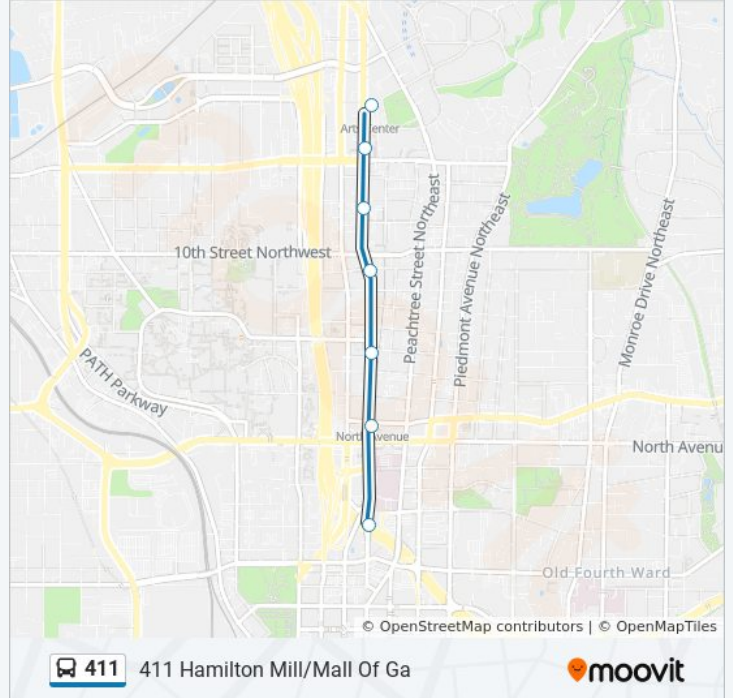 Arts Center
10th Street Northwest
Peachtree Street Northeast
Piedmont Avenue Northeast
Monroe Drive Northeast
PATH Parkway
North Avenue
North Avenu
Old Fourth Ward
© OpenStreetMap contributors | © OpenMapTiles
411 411 Hamilton Mill/Mall Of Ga moovit